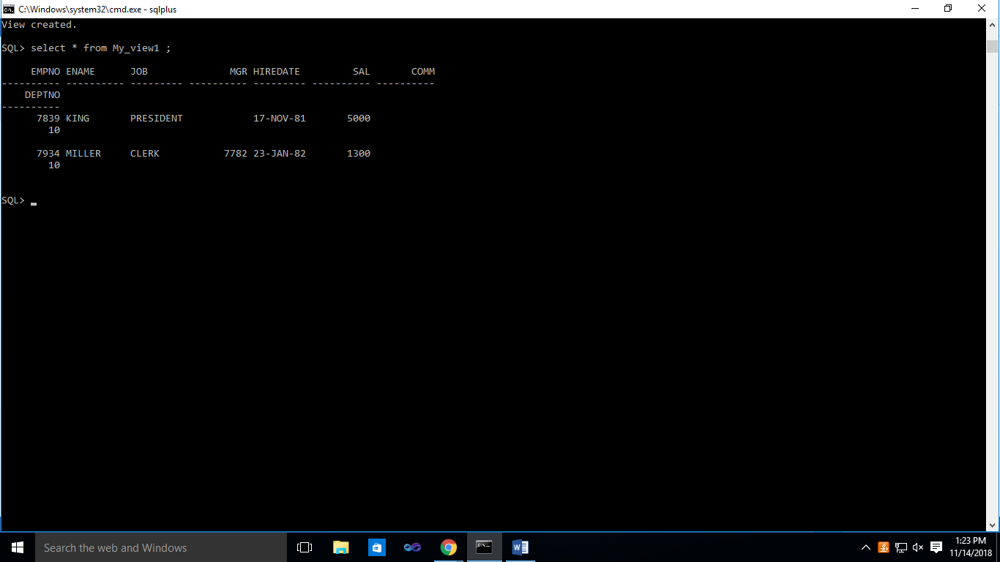 C:\Windows\system32\cmd.exe - sqlplus
View created.
SQL> select * from My_view1 ;
     EMPNO ENAME      JOB              MGR HIREDATE         SAL       COMM
---------- ---------- --------- ---------- --------- ---------- ----------
    DEPTNO
----------
      7839 KING       PRESIDENT            17-NOV-81       5000
        10
      7934 MILLER     CLERK           7782 23-JAN-82       1300
        10
SQL>
Search the web and Windows
1:23 PM
11/14/2018